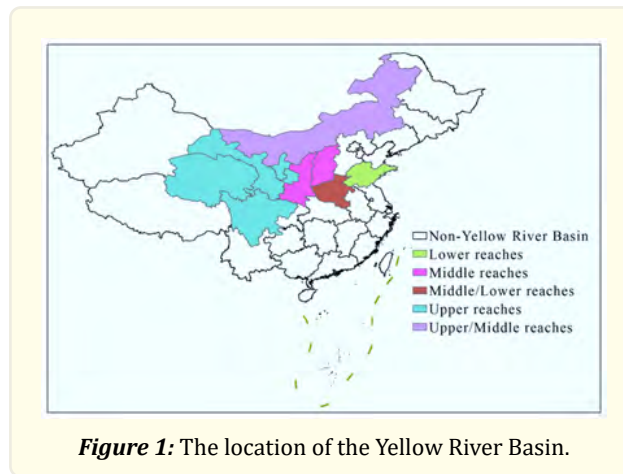 Non-Yellow River Basin
Lower reaches
Middle reaches
Middle/Lower reaches
Upper reaches
Upper/Middle reaches
Figure 1: The location of the Yellow River Basin.